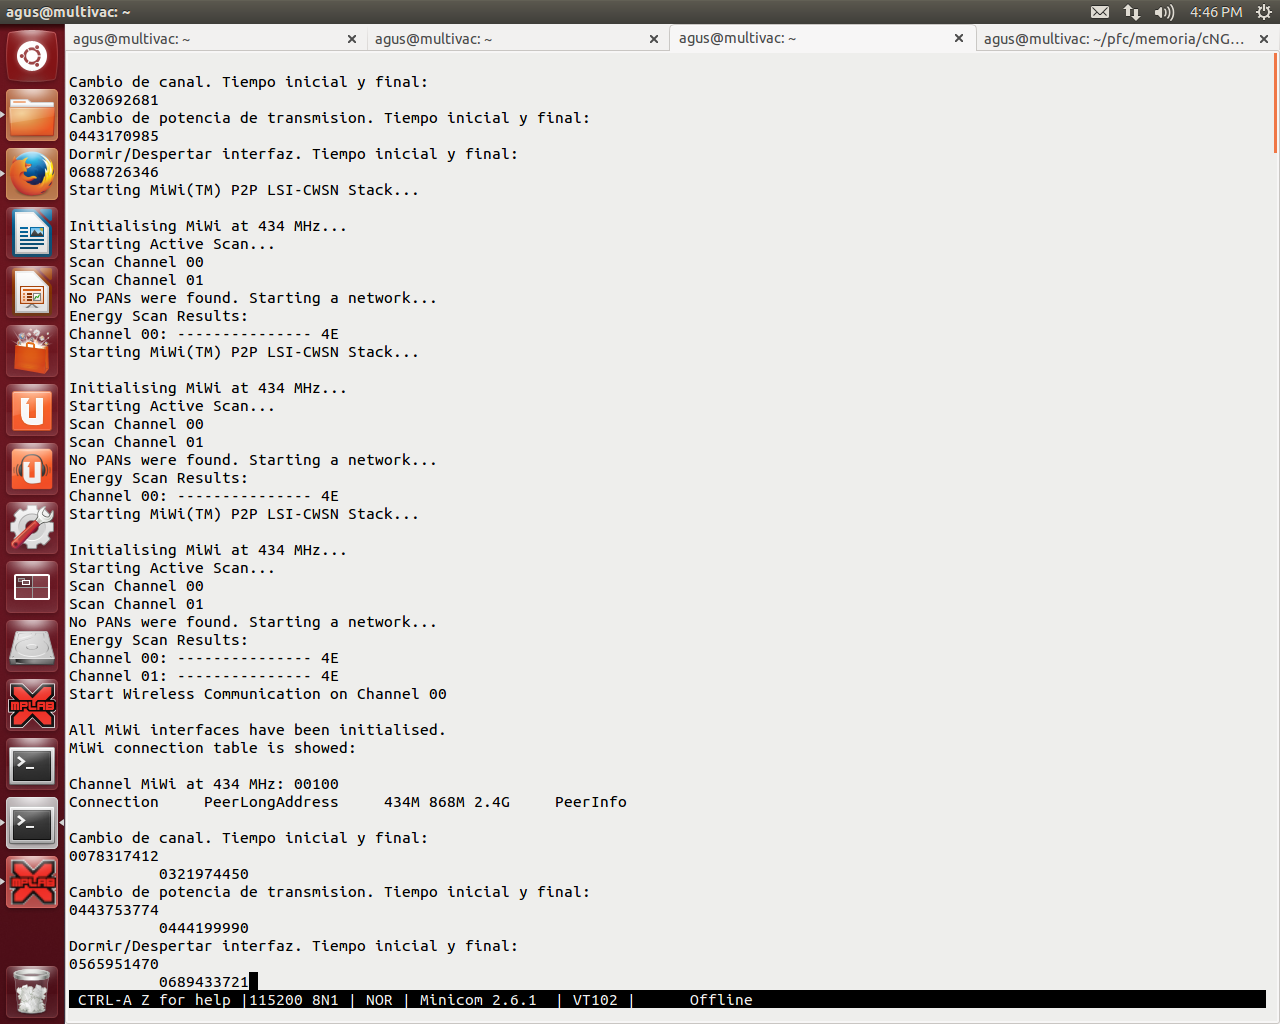 agus@multivac: ~
4:46 PM
agus@multivac: ~ × agus@multivac: ~ × agus@multivac: ~ × agus@multivac: ~/pfc/memoria/cNG... ×
Cambio de canal. Tiempo inicial y final:
0320692681
Cambio de potencia de transmision. Tiempo inicial y final:
0443170985
Dormir/Despertar interfaz. Tiempo inicial y final:
0688726346
Starting MiWi(TM) P2P LSI-CWSN Stack...
Initialising MiWi at 434 MHz...
Starting Active Scan...
Scan Channel 00
Scan Channel 01
No PANs were found. Starting a network...
Energy Scan Results:
Channel 00: --------------- 4E
Starting MiWi(TM) P2P LSI-CWSN Stack...
Initialising MiWi at 434 MHz...
Starting Active Scan...
Scan Channel 00
Scan Channel 01
No PANs were found. Starting a network...
Energy Scan Results:
Channel 00: --------------- 4E
Starting MiWi(TM) P2P LSI-CWSN Stack...
Initialising MiWi at 434 MHz...
Starting Active Scan...
Scan Channel 00
Scan Channel 01
No PANs were found. Starting a network...
Energy Scan Results:
Channel 00: --------------- 4E
Channel 01: --------------- 4E
Start Wireless Communication on Channel 00
All MiWi interfaces have been initialised.
MiWi connection table is showed:
Channel MiWi at 434 MHz: 00100
Connection PeerLongAddress 434M 868M 2.4G PeerInfo
Cambio de canal. Tiempo inicial y final:
0078317412
0321974450
Cambio de potencia de transmision. Tiempo inicial y final:
0443753774
0444199990
Dormir/Despertar interfaz. Tiempo inicial y final:
0565951470
0689433721
CTRL-A Z for help |115200 8N1 | NOR | Minicom 2.6.1 | VT102 | Offline
MPLAB
MPLAB